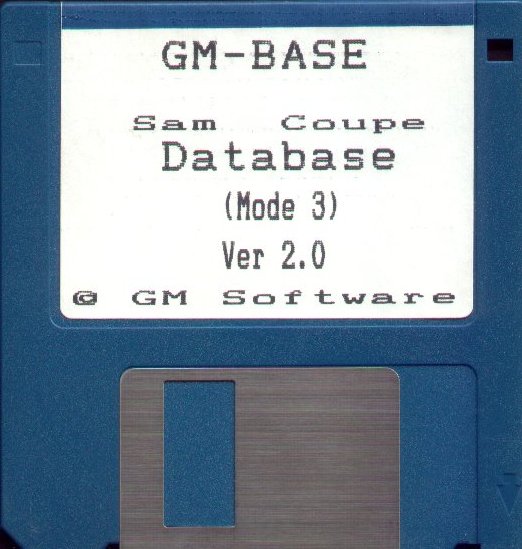 GM-BASE
Sam Coupe
Database
(Mode 3)
Ver 2.0
© GM Software